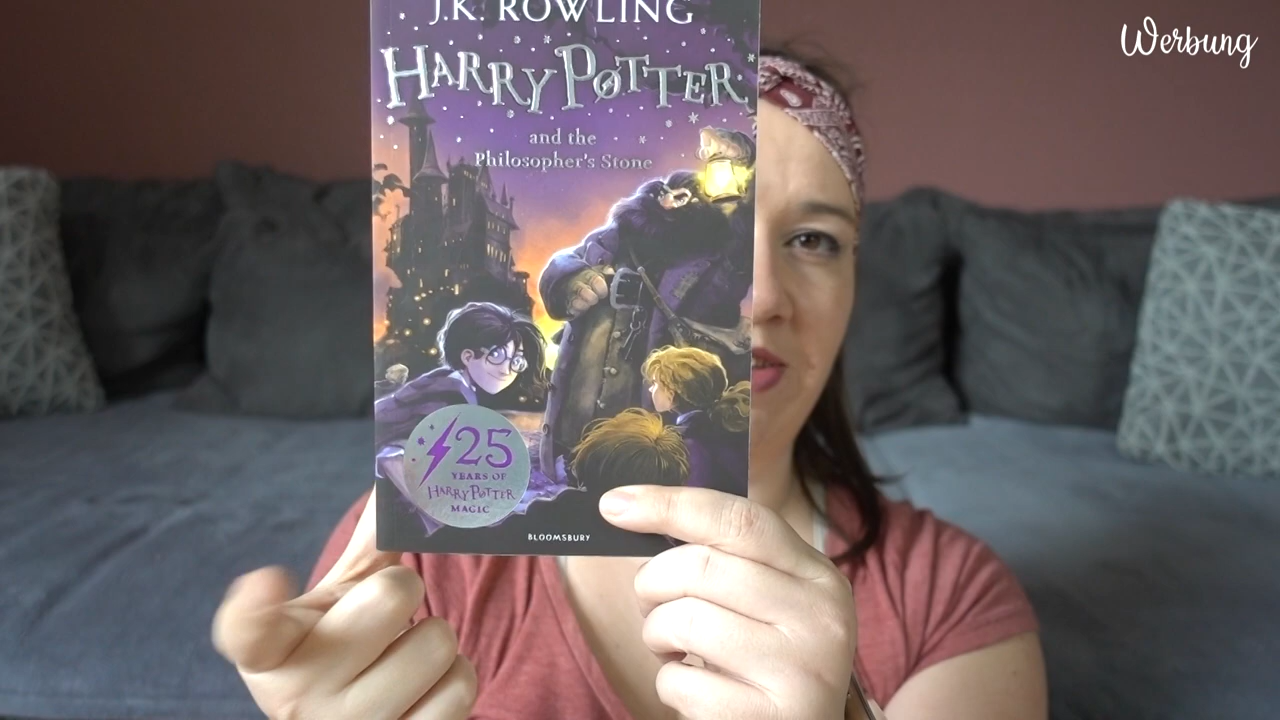 J.K. ROWLING
Werbung
HARRY POTTER
and the
Philosopher's Stone
25
YEARS OF
HARRY POTTER
MAGIC
BLOOMSBURY